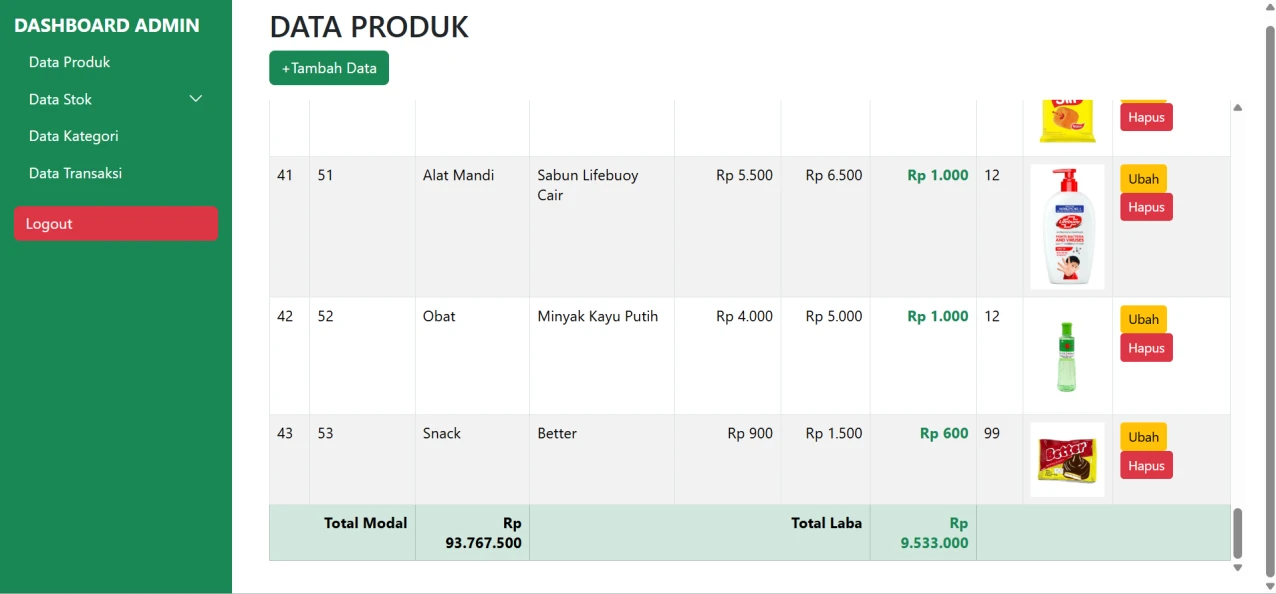 DASHBOARD ADMIN
Data Produk
Data Stok
Data Kategori
Data Transaksi
Logout
DATA PRODUK
+Tambah Data
Hapus
41 51 Alat Mandi Sabun Lifebuoy Cair Rp 5.500 Rp 6.500 Rp 1.000 12 Ubah
Hapus
Lifebuoy
42 52 Obat Minyak Kayu Putih Rp 4.000 Rp 5.000 Rp 1.000 12 Ubah
Hapus
43 53 Snack Better Rp 900 Rp 1.500 Rp 600 99 Ubah
Hapus
Better
Total Modal Rp 93.767.500 Total Laba Rp 9.533.000